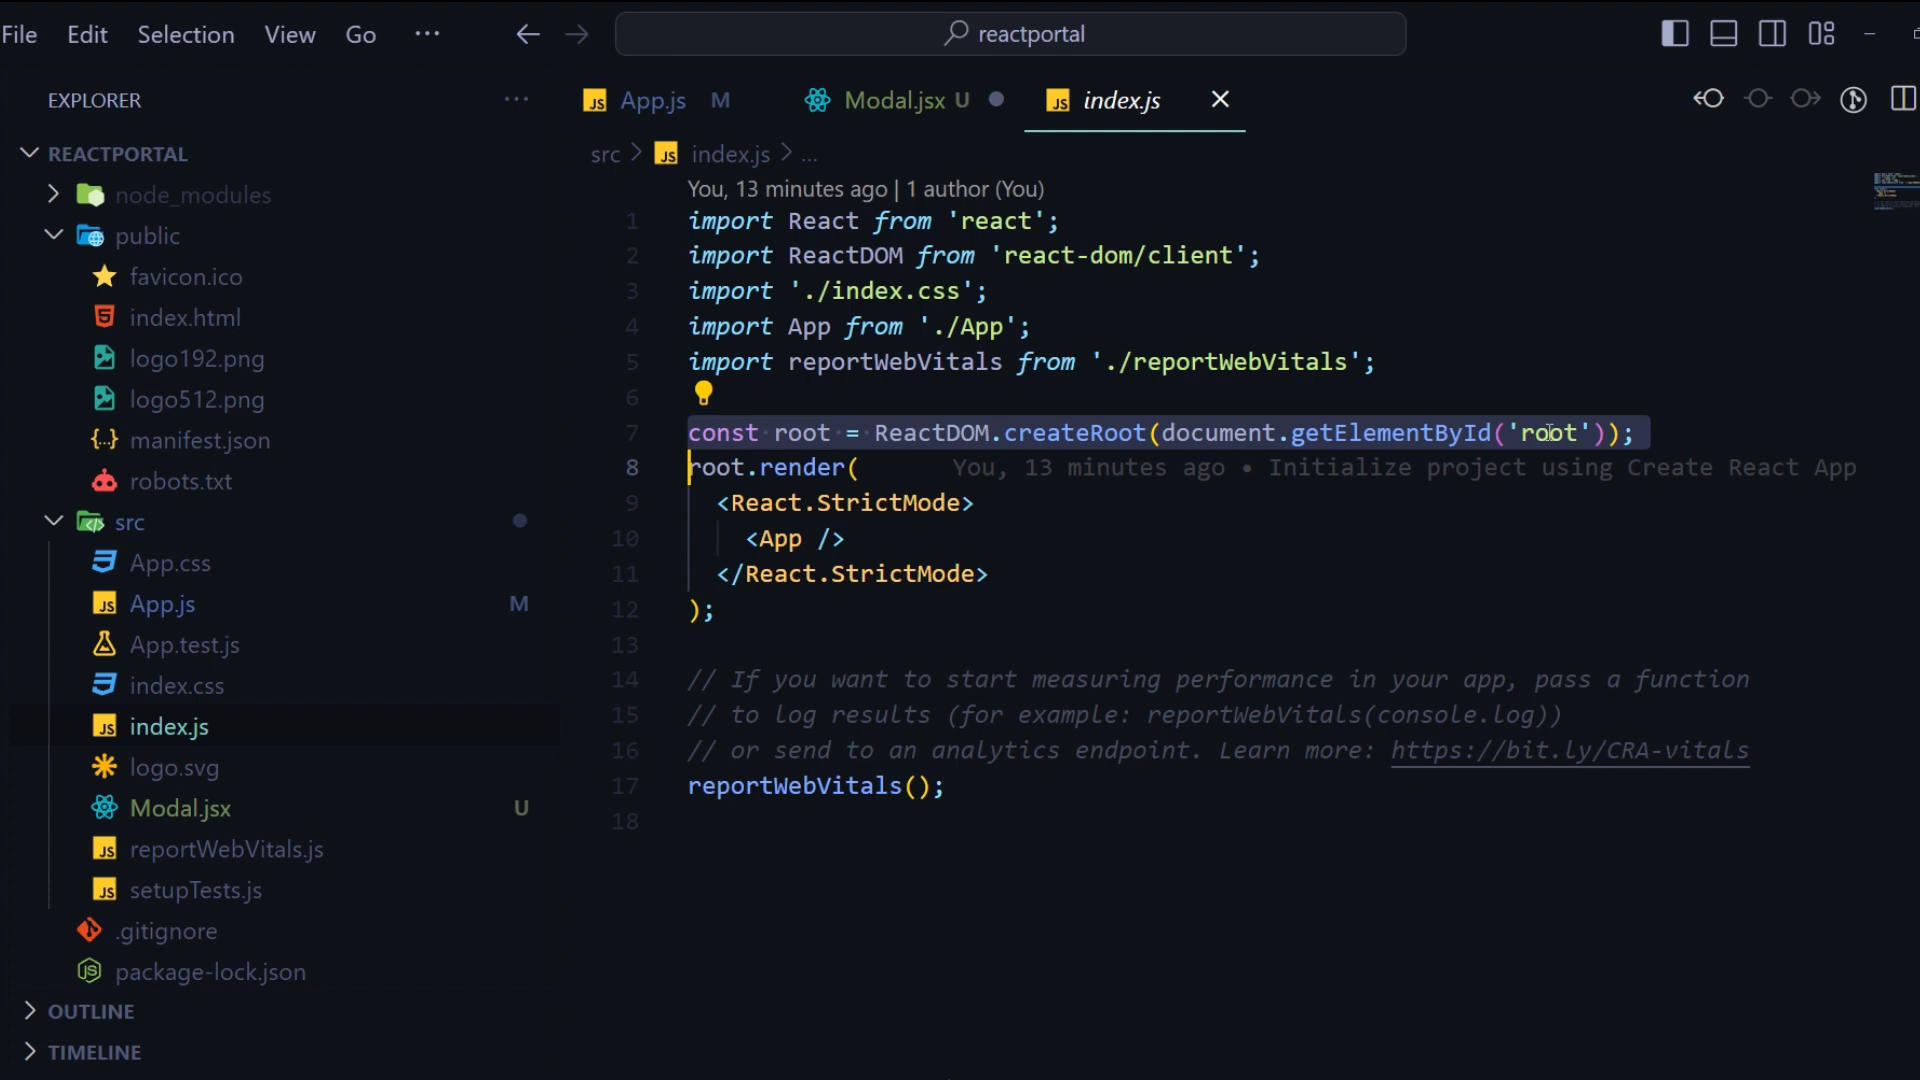 File Edit Selection View Go ... reactportal
EXPLORER ...
REACTPORTAL
node_modules
public
favicon.ico
index.html
logo192.png
logo512.png
manifest.json
robots.txt
src
App.css
App.js M
App.test.js
index.css
index.js
logo.svg
Modal.jsx U
reportWebVitals.js
setupTests.js
.gitignore
package-lock.json
OUTLINE
TIMELINE
JS App.js M Modal.jsx U JS index.js
src > JS index.js > ...
You, 13 minutes ago | 1 author (You)
1 import React from 'react';
2 import ReactDOM from 'react-dom/client';
3 import './index.css';
4 import App from './App';
5 import reportWebVitals from './reportWebVitals';
6
7 const root = ReactDOM.createRoot(document.getElementById('root'));
8 root.render( You, 13 minutes ago • Initialize project using Create React App
9 <React.StrictMode>
10 <App />
11 </React.StrictMode>
12 );
13
14 // If you want to start measuring performance in your app, pass a function
15 // to log results (for example: reportWebVitals(console.log))
16 // or send to an analytics endpoint. Learn more: https://bit.ly/CRA-vitals
17 reportWebVitals();
18